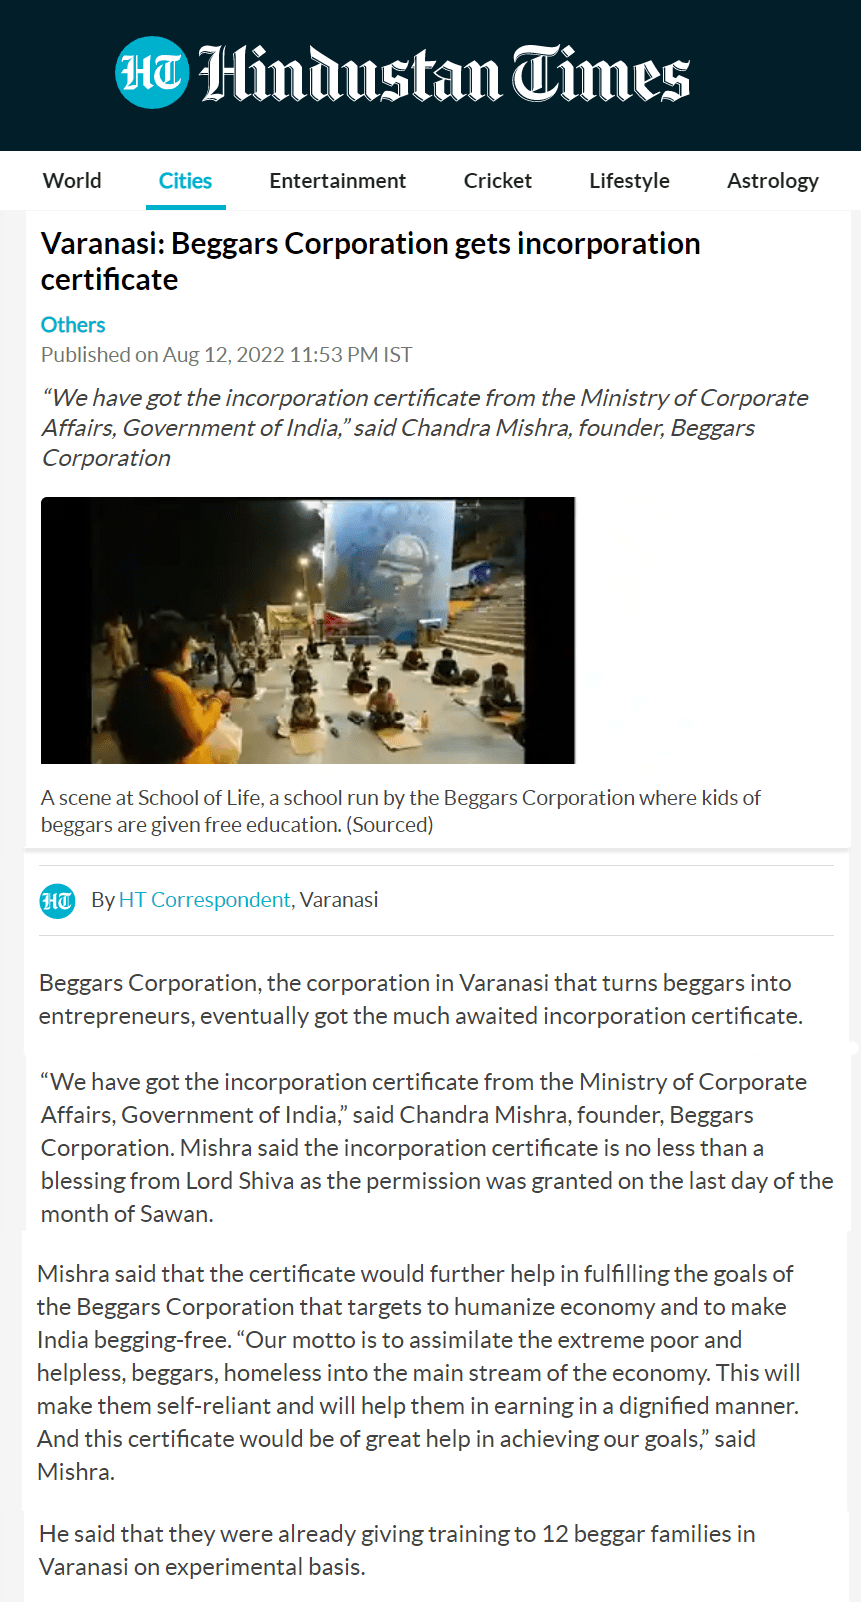 HT Hindustan Times
World Cities Entertainment Cricket Lifestyle Astrology
Varanasi: Beggars Corporation gets incorporation
certificate
Others
Published on Aug 12, 2022 11:53 PM IST
“We have got the incorporation certificate from the Ministry of Corporate
Affairs, Government of India,” said Chandra Mishra, founder, Beggars
Corporation
A scene at School of Life, a school run by the Beggars Corporation where kids of
beggars are given free education. (Sourced)
HT By HT Correspondent, Varanasi
Beggars Corporation, the corporation in Varanasi that turns beggars into
entrepreneurs, eventually got the much awaited incorporation certificate.
“We have got the incorporation certificate from the Ministry of Corporate
Affairs, Government of India,” said Chandra Mishra, founder, Beggars
Corporation. Mishra said the incorporation certificate is no less than a
blessing from Lord Shiva as the permission was granted on the last day of the
month of Sawan.
Mishra said that the certificate would further help in fulfilling the goals of
the Beggars Corporation that targets to humanize economy and to make
India begging-free. “Our motto is to assimilate the extreme poor and
helpless, beggars, homeless into the main stream of the economy. This will
make them self-reliant and will help them in earning in a dignified manner.
And this certificate would be of great help in achieving our goals,” said
Mishra.
He said that they were already giving training to 12 beggar families in
Varanasi on experimental basis.